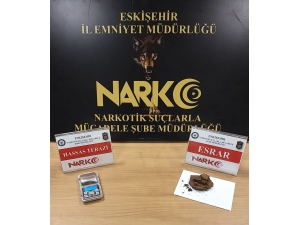 ESKİŞEHİR
İL EMNİYET MÜDÜRLÜĞÜ
NARKO
NARKOTİK SUÇLARLA
MÜCADELE ŞUBE MÜDÜRLÜĞÜ
HASSAS TERAZİ
NARKO
ESRAR
NARKO